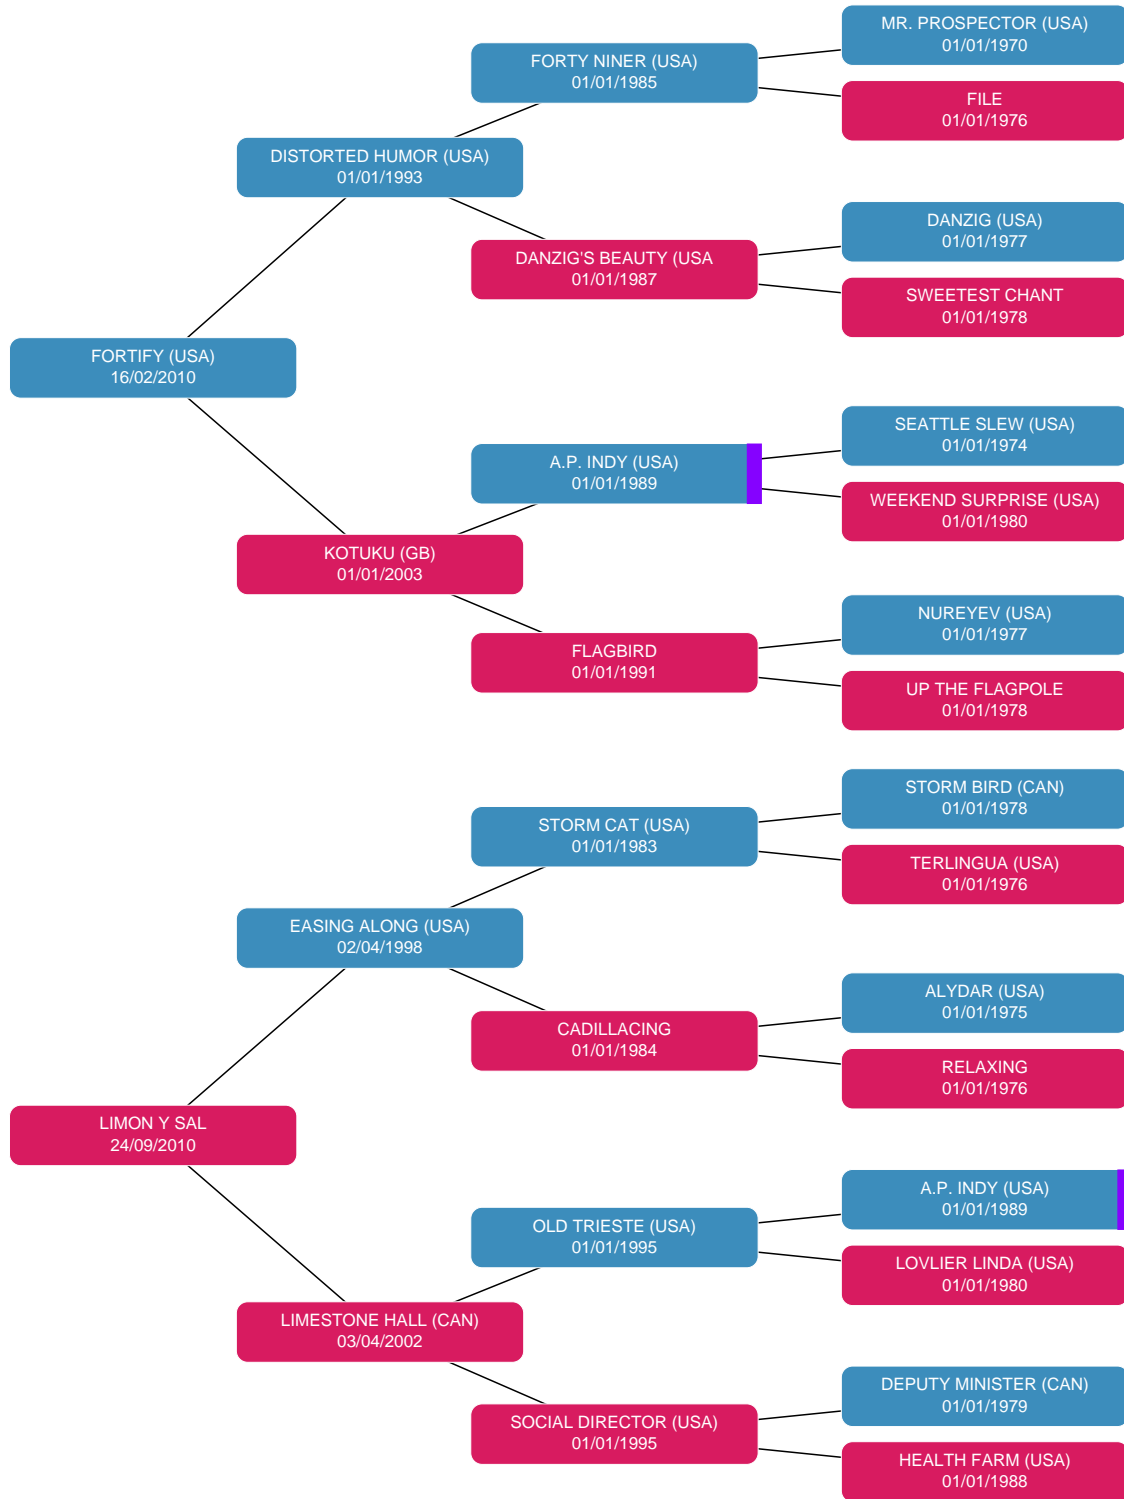 MR. PROSPECTOR (USA)
01/01/1970
FORTY NINER (USA)
01/01/1985
FILE
01/01/1976
DISTORTED HUMOR (USA)
01/01/1993
DANZIG (USA)
01/01/1977
DANZIG'S BEAUTY (USA
01/01/1987
SWEETEST CHANT
01/01/1978
FORTIFY (USA)
16/02/2010
SEATTLE SLEW (USA)
01/01/1974
A.P. INDY (USA)
01/01/1989
WEEKEND SURPRISE (USA)
01/01/1980
KOTUKU (GB)
01/01/2003
NUREYEV (USA)
01/01/1977
FLAGBIRD
01/01/1991
UP THE FLAGPOLE
01/01/1978
STORM BIRD (CAN)
01/01/1978
STORM CAT (USA)
01/01/1983
TERLINGUA (USA)
01/01/1976
EASING ALONG (USA)
02/04/1998
ALYDAR (USA)
01/01/1975
CADILLACING
01/01/1984
RELAXING
01/01/1976
LIMON Y SAL
24/09/2010
A.P. INDY (USA)
01/01/1989
OLD TRIESTE (USA)
01/01/1995
LOVLIER LINDA (USA)
01/01/1980
LIMESTONE HALL (CAN)
03/04/2002
DEPUTY MINISTER (CAN)
01/01/1979
SOCIAL DIRECTOR (USA)
01/01/1995
HEALTH FARM (USA)
01/01/1988